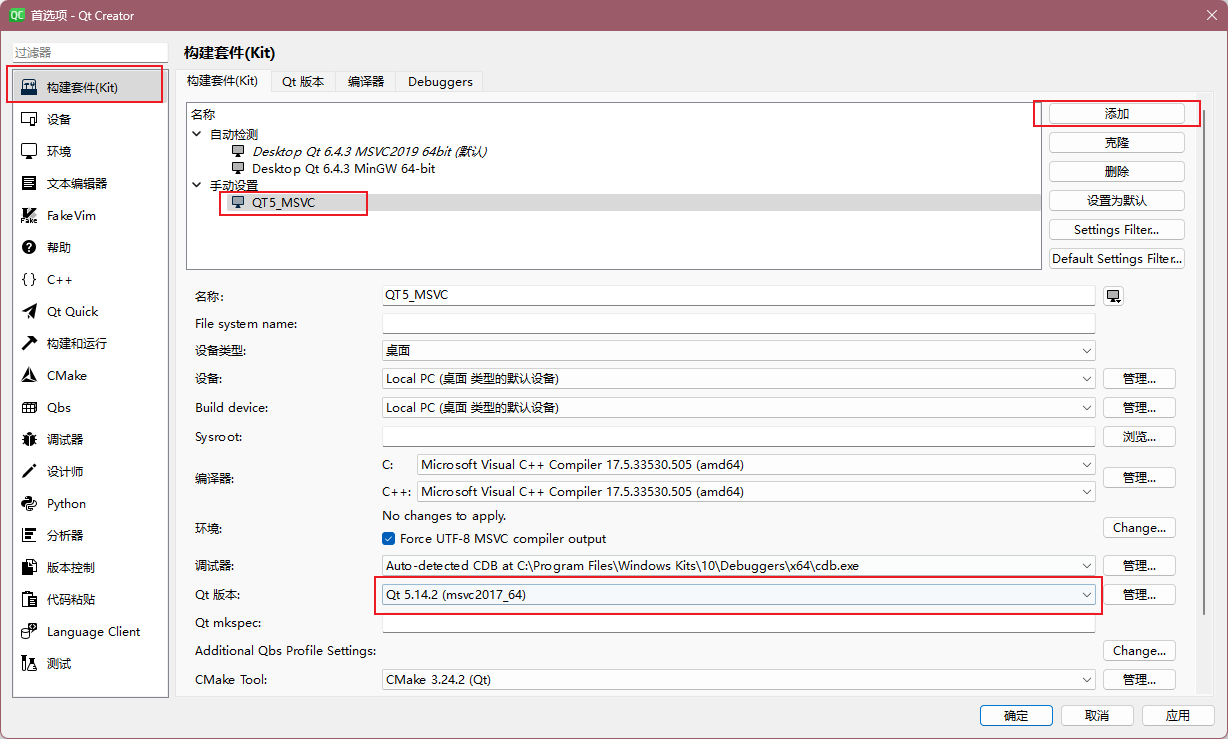 首选项 - Qt Creator
过滤器
构建套件(Kit)
设备
环境
文本编辑器
FakeVim
帮助
C++
Qt Quick
构建和运行
CMake
Qbs
调试器
设计师
Python
分析器
版本控制
代码粘贴
Language Client
测试
构建套件(Kit)
构建套件(Kit) Qt 版本 编译器 Debuggers
名称
自动检测
Desktop Qt 6.4.3 MSVC2019 64bit (默认)
Desktop Qt 6.4.3 MinGW 64-bit
手动设置
QT5_MSVC
添加
克隆
删除
设置为默认
Settings Filter...
Default Settings Filter...
名称: QT5_MSVC
File system name:
设备类型: 桌面
设备: Local PC (桌面 类型的默认设备) 管理...
Build device: Local PC (桌面 类型的默认设备) 管理...
Sysroot: 浏览...
编译器: C: Microsoft Visual C++ Compiler 17.5.33530.505 (amd64) 管理...
C++: Microsoft Visual C++ Compiler 17.5.33530.505 (amd64)
环境: No changes to apply. Change...
Force UTF-8 MSVC compiler output
调试器: Auto-detected CDB at C:\Program Files\Windows Kits\10\Debuggers\x64\cdb.exe 管理...
Qt 版本: Qt 5.14.2 (msvc2017_64) 管理...
Qt mkspec:
Additional Qbs Profile Settings: Change...
CMake Tool: CMake 3.24.2 (Qt) 管理...
确定 取消 应用